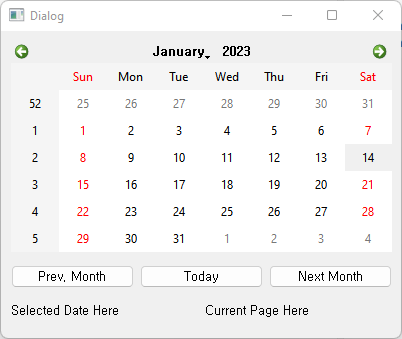 Dialog
January 2023
Sun Mon Tue Wed Thu Fri Sat
52 25 26 27 28 29 30 31
1 1 2 3 4 5 6 7
2 8 9 10 11 12 13 14
3 15 16 17 18 19 20 21
4 22 23 24 25 26 27 28
5 29 30 31 1 2 3 4
Prev. Month Today Next Month
Selected Date Here Current Page Here